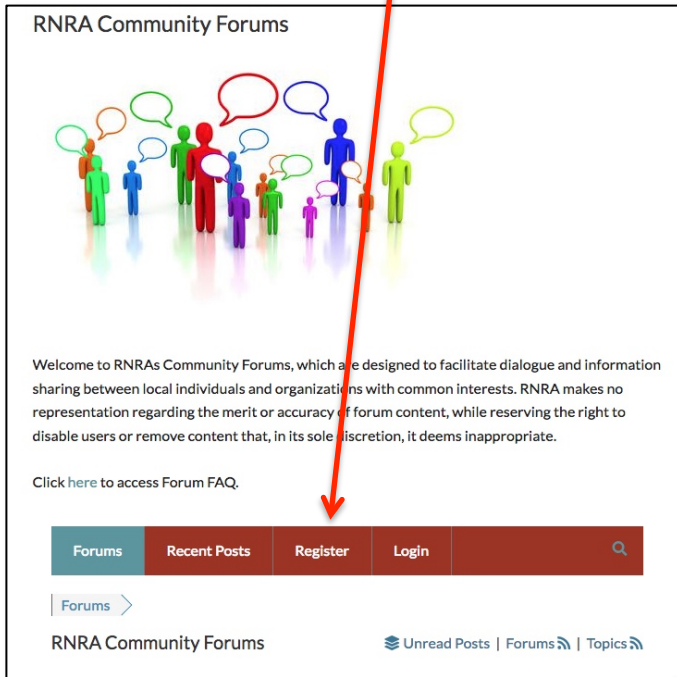 RNRA Community Forums
Welcome to RNRAs Community Forums, which are designed to facilitate dialogue and information
sharing between local individuals and organizations with common interests. RNRA makes no
representation regarding the merit or accuracy of forum content, while reserving the right to
disable users or remove content that, in its sole discretion, it deems inappropriate.
Click here to access Forum FAQ.
Forums Recent Posts Register Login
Forums
RNRA Community Forums Unread Posts | Forums | Topics